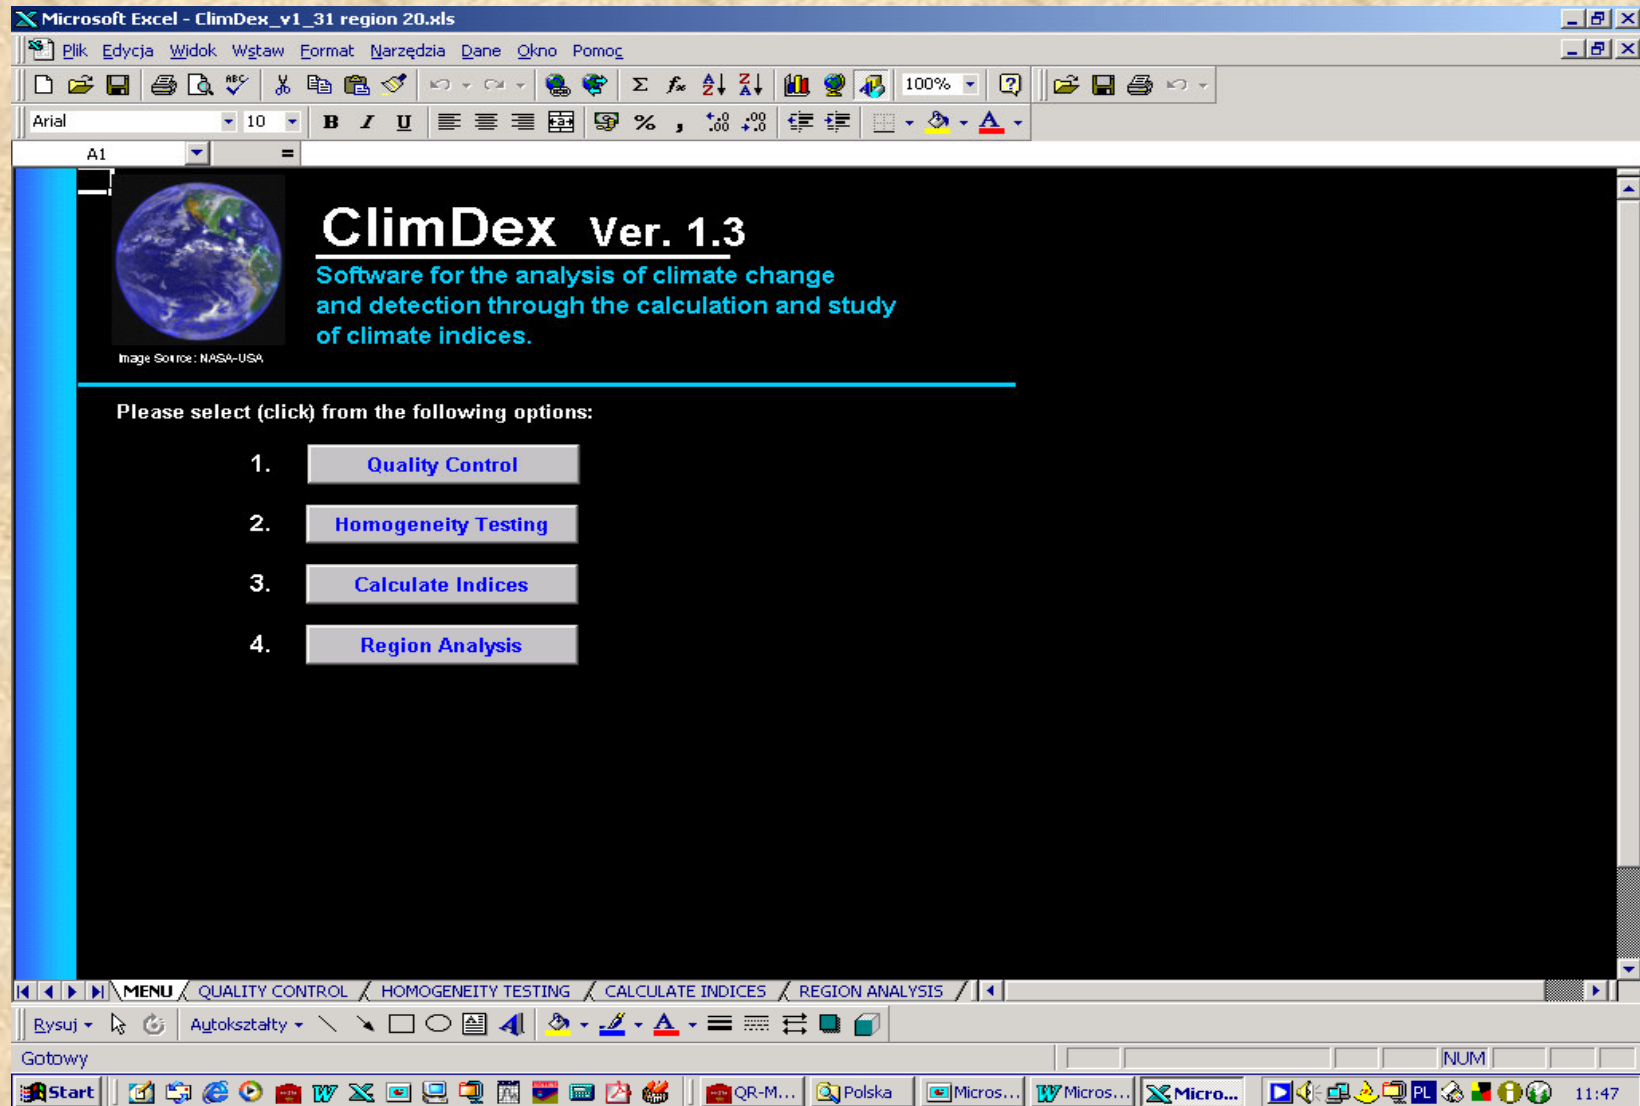 Microsoft Excel - ClimDex_v1_31 region 20.xls
Plik Edycja Widok Wstaw Format Narzędzia Dane Okno Pomoc
100%
Arial 10
A1 =
ClimDex Ver. 1.3
Software for the analysis of climate change
and detection through the calculation and study
of climate indices.
Image Source: NASA-USA
Please select (click) from the following options:
1. Quality Control
2. Homogeneity Testing
3. Calculate Indices
4. Region Analysis
MENU QUALITY CONTROL HOMOGENEITY TESTING CALCULATE INDICES REGION ANALYSIS
Rysuj Autokształty
Gotowy NUM
Start QR-M... Polska Micros... Micros... Micro... PL 11:47